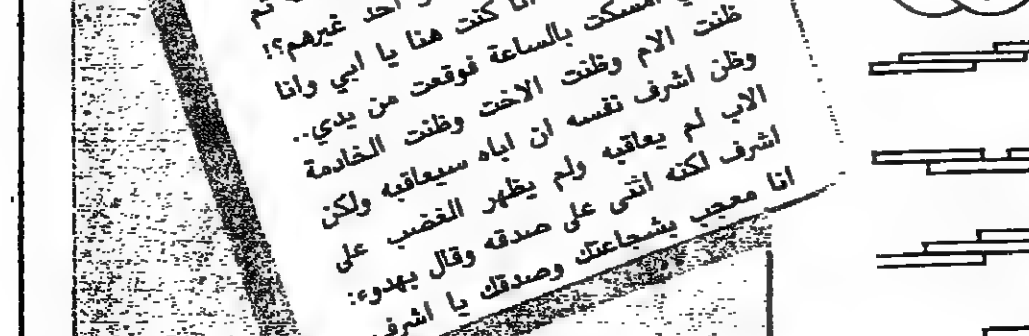 احد غيرهم؟!
انا كنت هنا يا ابي وانا
امسكت بالساعة فوقعت من يدي..
ظنت الام وظنت الاخت وظنت الخادمة
وظن اشرف نفسه ان اباه سيعاقبه ولكن
الاب لم يعاقبه ولم يظهر الغضب على
اشرف لكنه اثنى على صدقه وقال بهدوء:
انا معجب بشجاعتك وصدقك يا اشرف